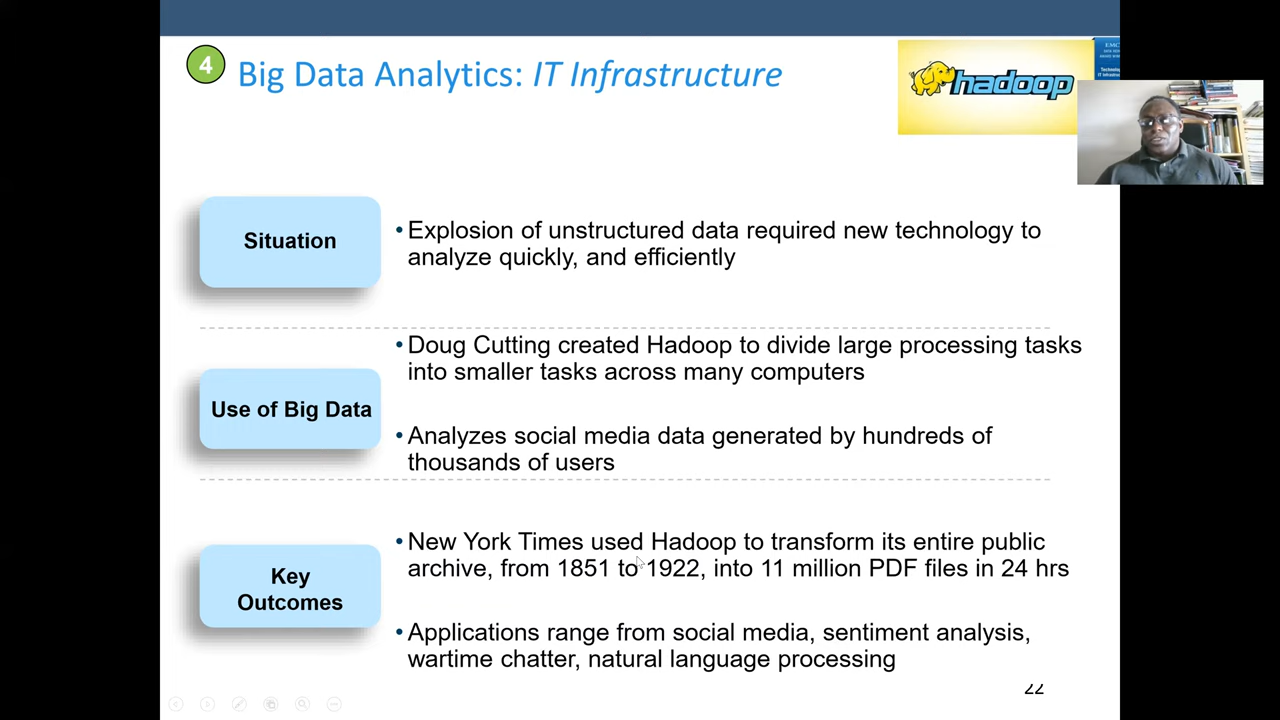 4
Big Data Analytics: IT Infrastructure
hadoop
EMC
IT Infrastructure
Situation
•Explosion of unstructured data required new technology to
analyze quickly, and efficiently
Use of Big Data
•Doug Cutting created Hadoop to divide large processing tasks
into smaller tasks across many computers
•Analyzes social media data generated by hundreds of
thousands of users
Key
Outcomes
•New York Times used Hadoop to transform its entire public
archive, from 1851 to 1922, into 11 million PDF files in 24 hrs
•Applications range from social media, sentiment analysis,
wartime chatter, natural language processing
22